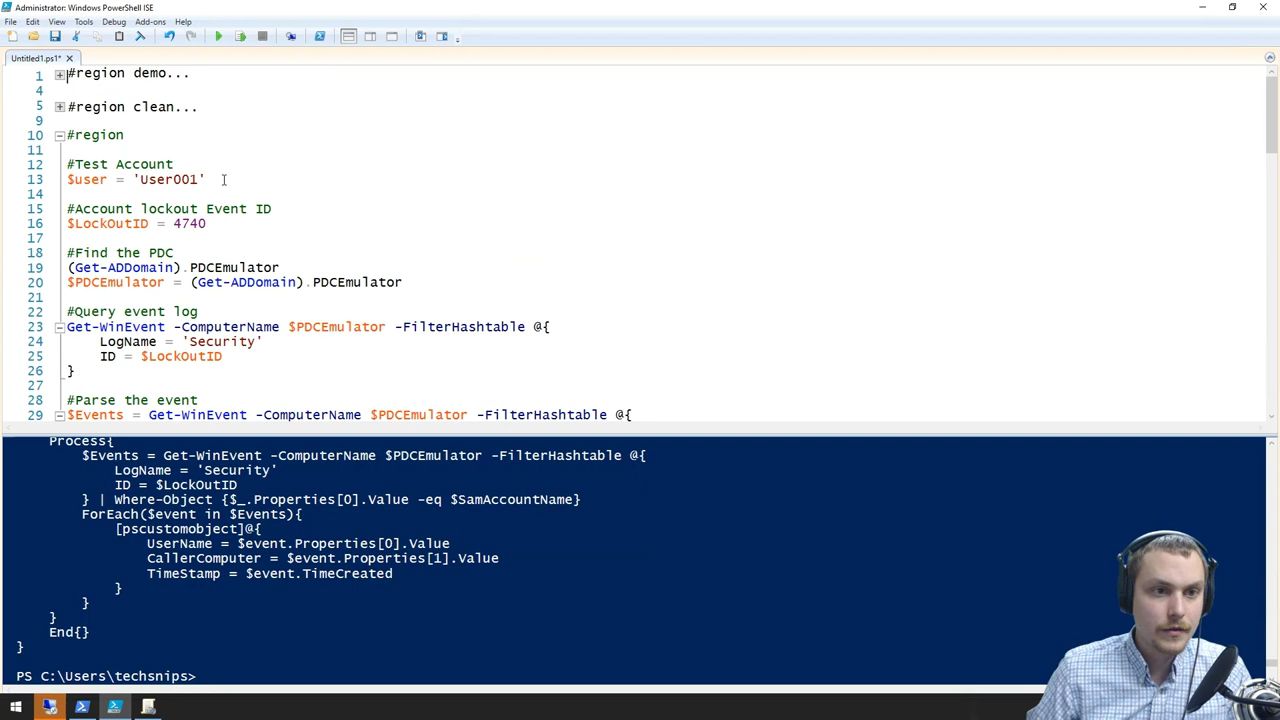 Administrator: Windows PowerShell ISE
File Edit View Tools Debug Add-ons Help
Untitled1.ps1*
1 #region demo...
4
5 #region clean...
9
10 #region
11
12 #Test Account
13 $user = 'User001'
14
15 #Account lockout Event ID
16 $LockOutID = 4740
17
18 #Find the PDC
19 (Get-ADDomain).PDCEmulator
20 $PDCEmulator = (Get-ADDomain).PDCEmulator
21
22 #Query event log
23 Get-WinEvent -ComputerName $PDCEmulator -FilterHashtable @{
24 LogName = 'Security'
25 ID = $LockOutID
26 }
27
28 #Parse the event
29 $Events = Get-WinEvent -ComputerName $PDCEmulator -FilterHashtable @{
Process{
$Events = Get-WinEvent -ComputerName $PDCEmulator -FilterHashtable @{
LogName = 'Security'
ID = $LockOutID
} | Where-Object {$_.Properties[0].Value -eq $SamAccountName}
ForEach($event in $Events){
[pscustomobject]@{
UserName = $event.Properties[0].Value
CallerComputer = $event.Properties[1].Value
TimeStamp = $event.TimeCreated
}
}
}
End{}
}
PS C:\Users\techsnips>